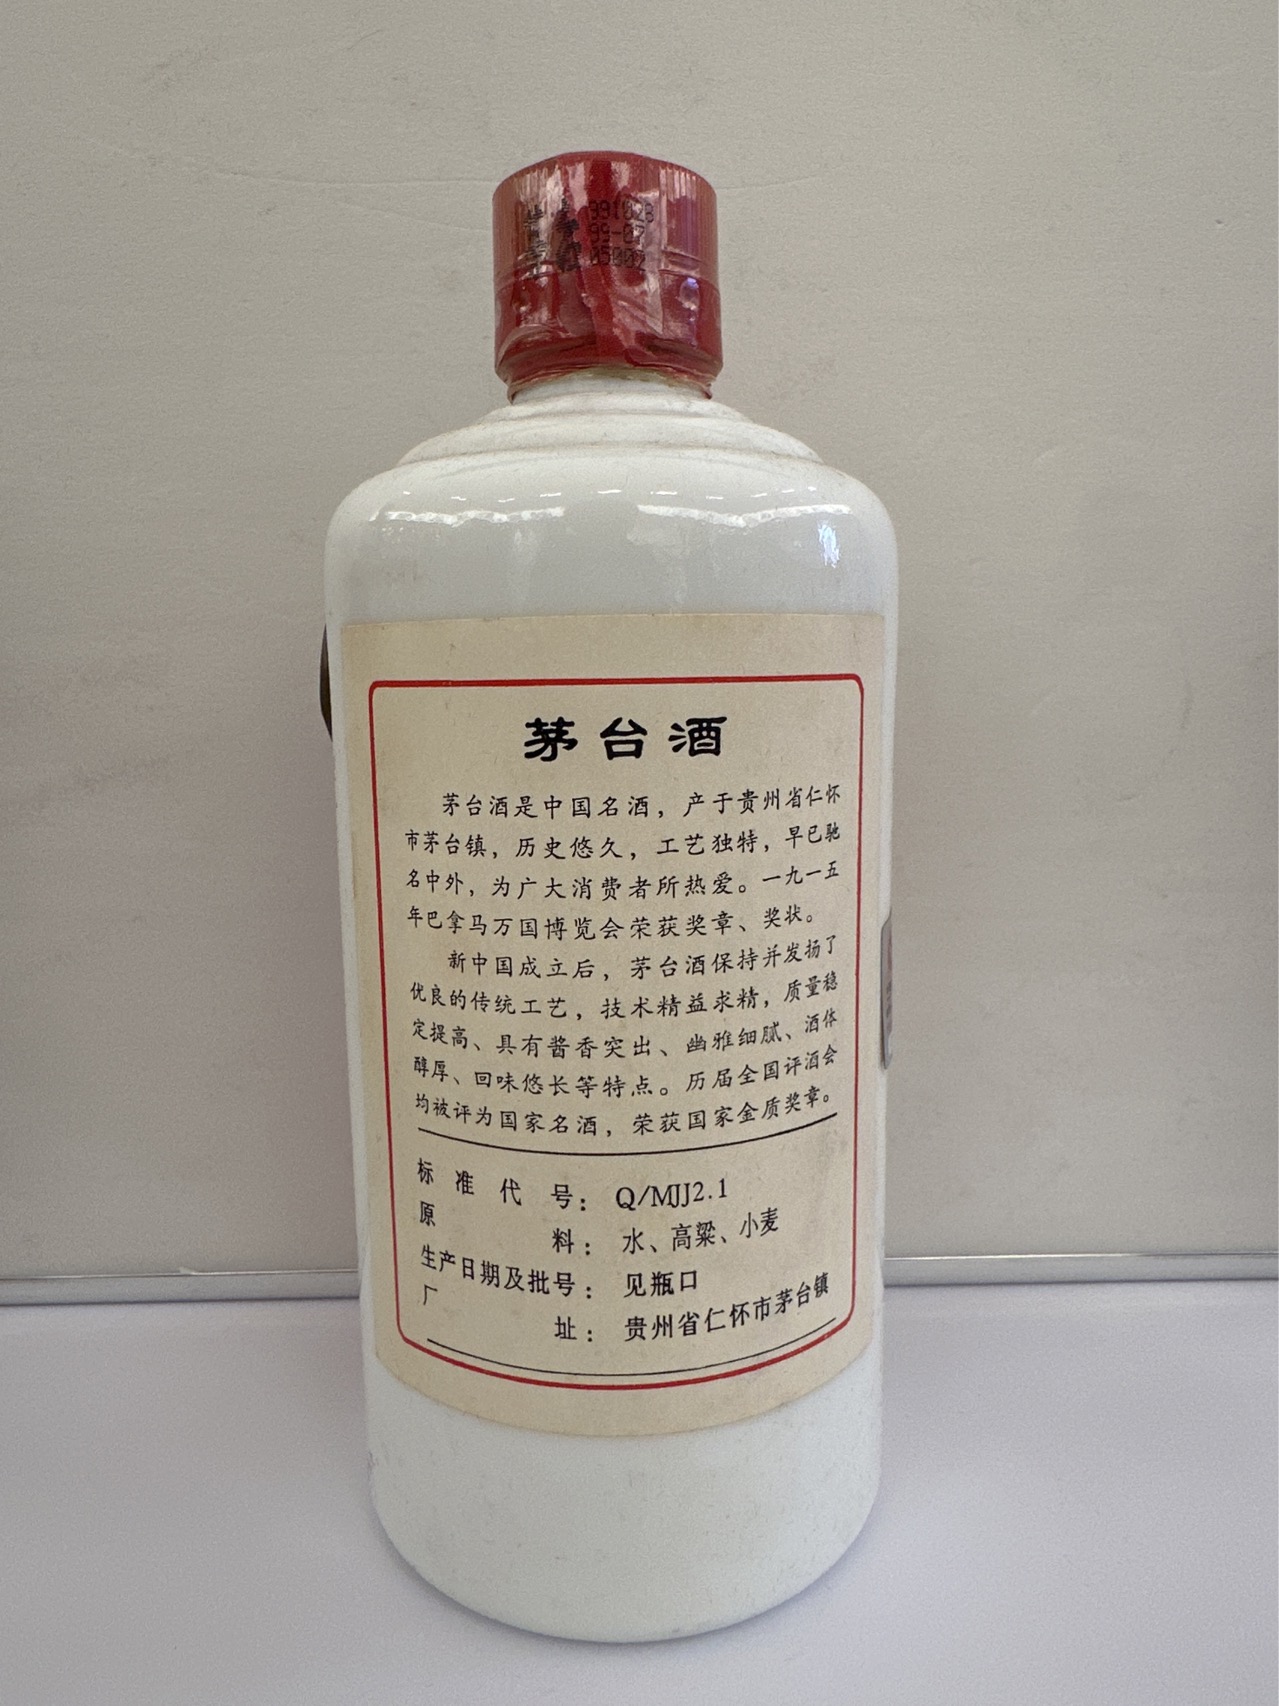 991028
99-07
05002
茅台酒
茅台酒是中国名酒，产于贵州省仁怀
市茅台镇，历史悠久，工艺独特，早已驰
名中外，为广大消费者所热爱。一九一五
年巴拿马万国博览会荣获奖章、奖状。
新中国成立后，茅台酒保持并发扬了
优良的传统工艺，技术精益求精，质量稳
定提高、具有酱香突出、幽雅细腻、酒体
醇厚、回味悠长等特点。历届全国评酒会
均被评为国家名酒，荣获国家金质奖章。
标准代号：Q/MJJ2.1
原料：水、高粱、小麦
生产日期及批号：见瓶口
厂址：贵州省仁怀市茅台镇